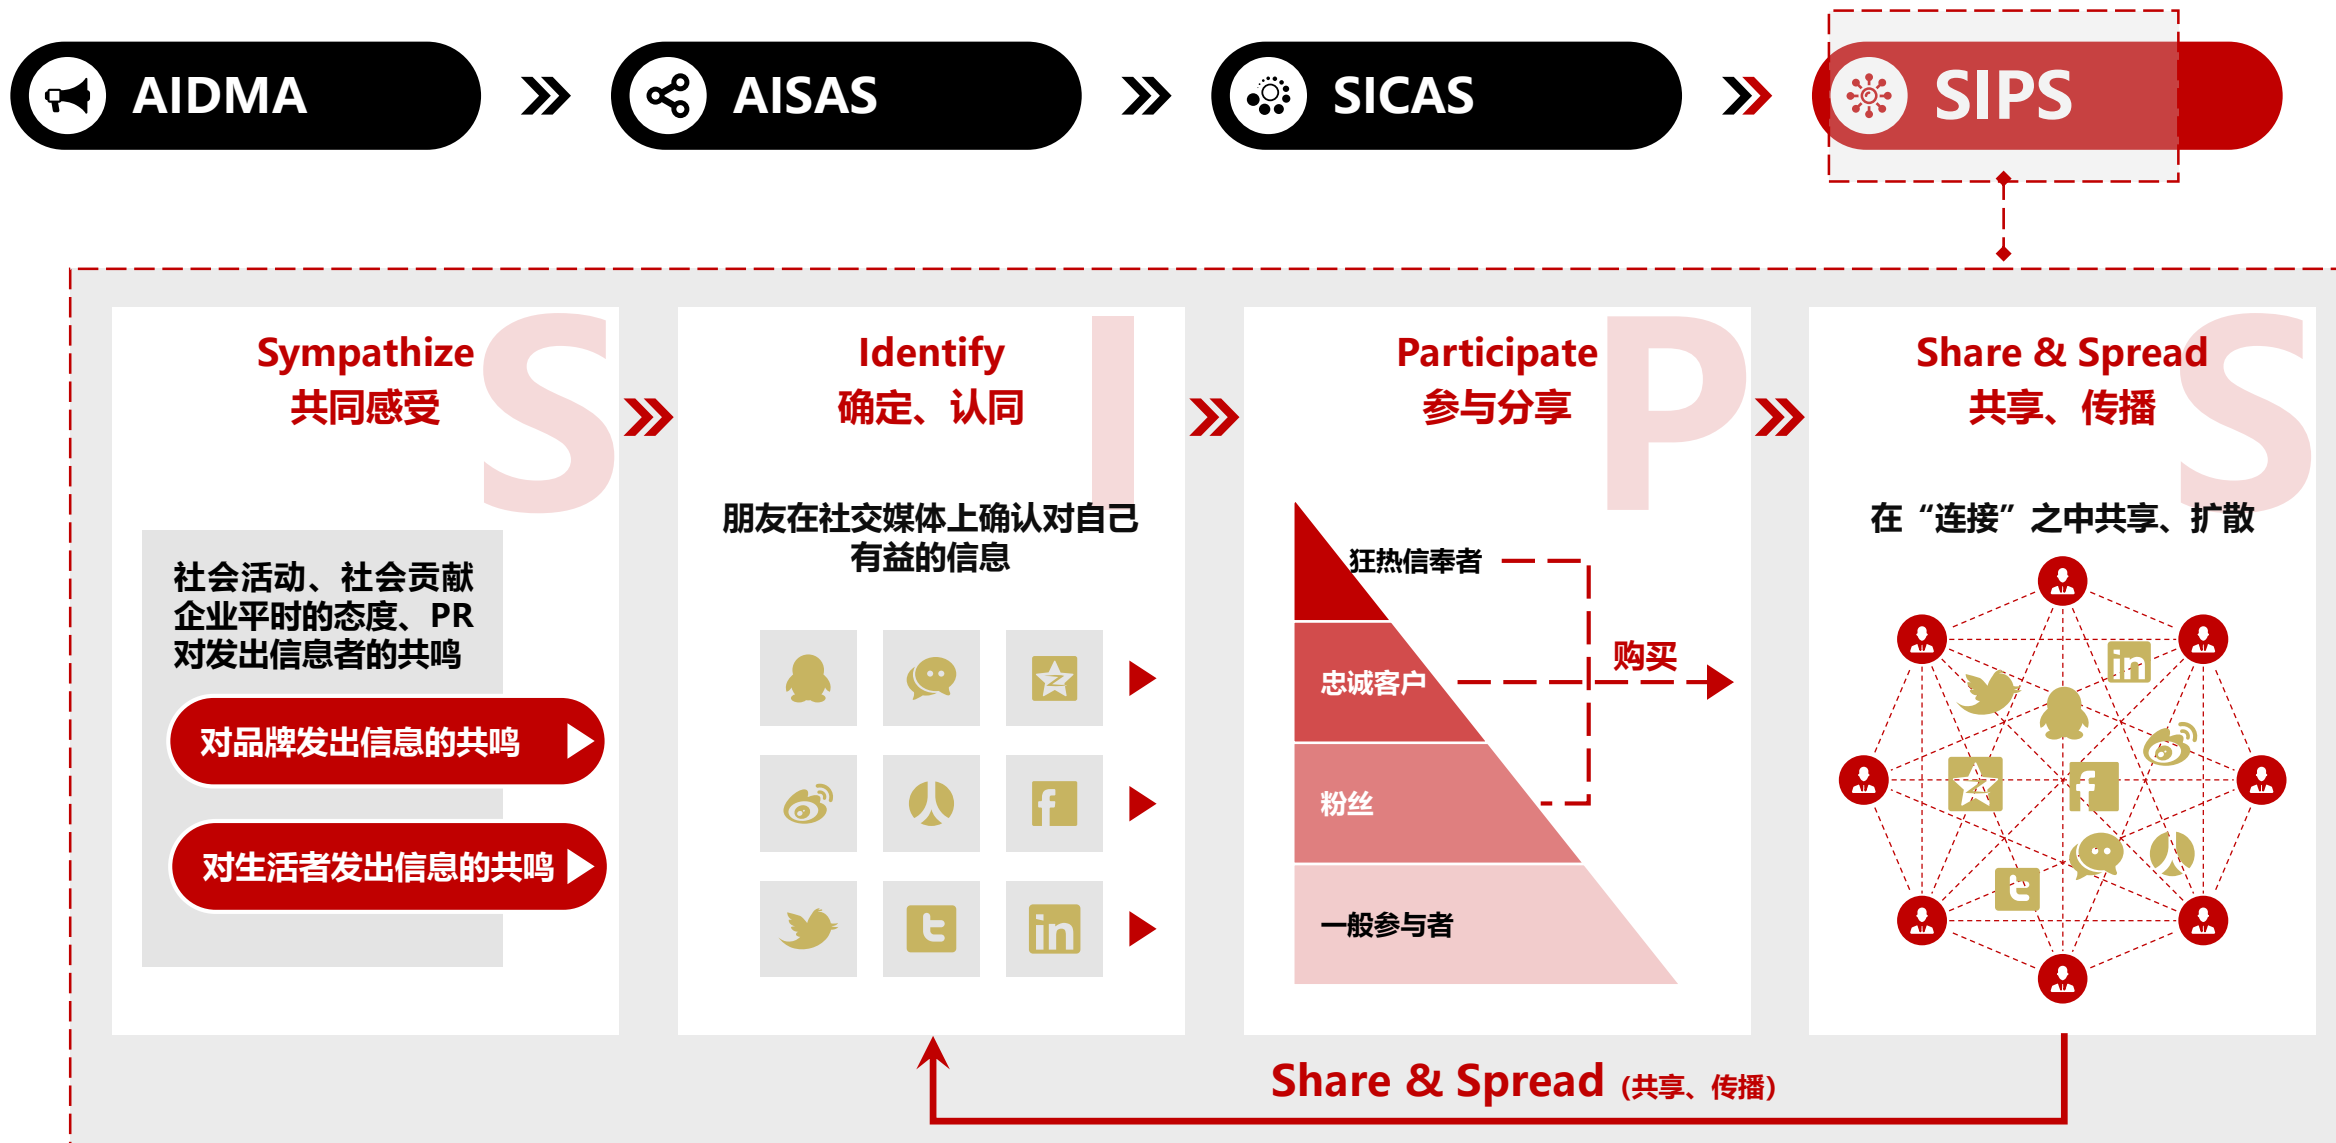 AIDMA
AISAS
SICAS
SIPS
S
Sympathize
共同感受
社会活动、社会贡献
企业平时的态度、PR
对发出信息者的共鸣
对品牌发出信息的共鸣
对生活者发出信息的共鸣
I
Identify
确定、认同
朋友在社交媒体上确认对自己
有益的信息
P
Participate
参与分享
狂热信奉者
忠诚客户
购买
粉丝
一般参与者
S
Share & Spread
共享、传播
在“连接”之中共享、扩散
Share & Spread (共享、传播)